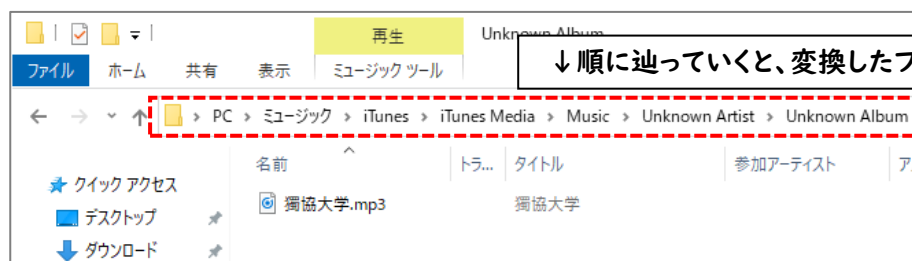 再生 Unknown Album
ファイル ホーム 共有 表示 ミュージック ツール
↓順に辿っていくと、変換した
PC > ミュージック > iTunes > iTunes Media > Music > Unknown Artist > Unknown Album
名前 トラ... タイトル 参加アーティスト
クイック アクセス
獨協大学.mp3 獨協大学
デスクトップ
ダウンロード